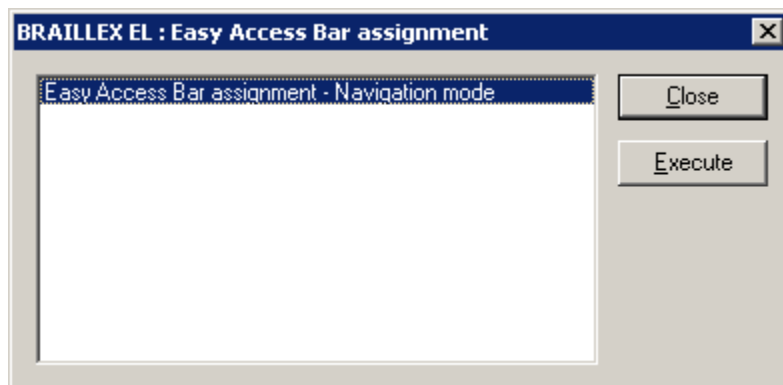 BRAILLEX EL : Easy Access Bar assignment
Easy Access Bar assignment - Navigation mode
Close
Execute